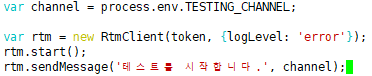 var channel = process.env.TESTING_CHANNEL;
var rtm = new RtmClient(token, {logLevel: 'error'});
rtm.start();
rtm.sendMessage('테스트를 시작합니다.', channel);